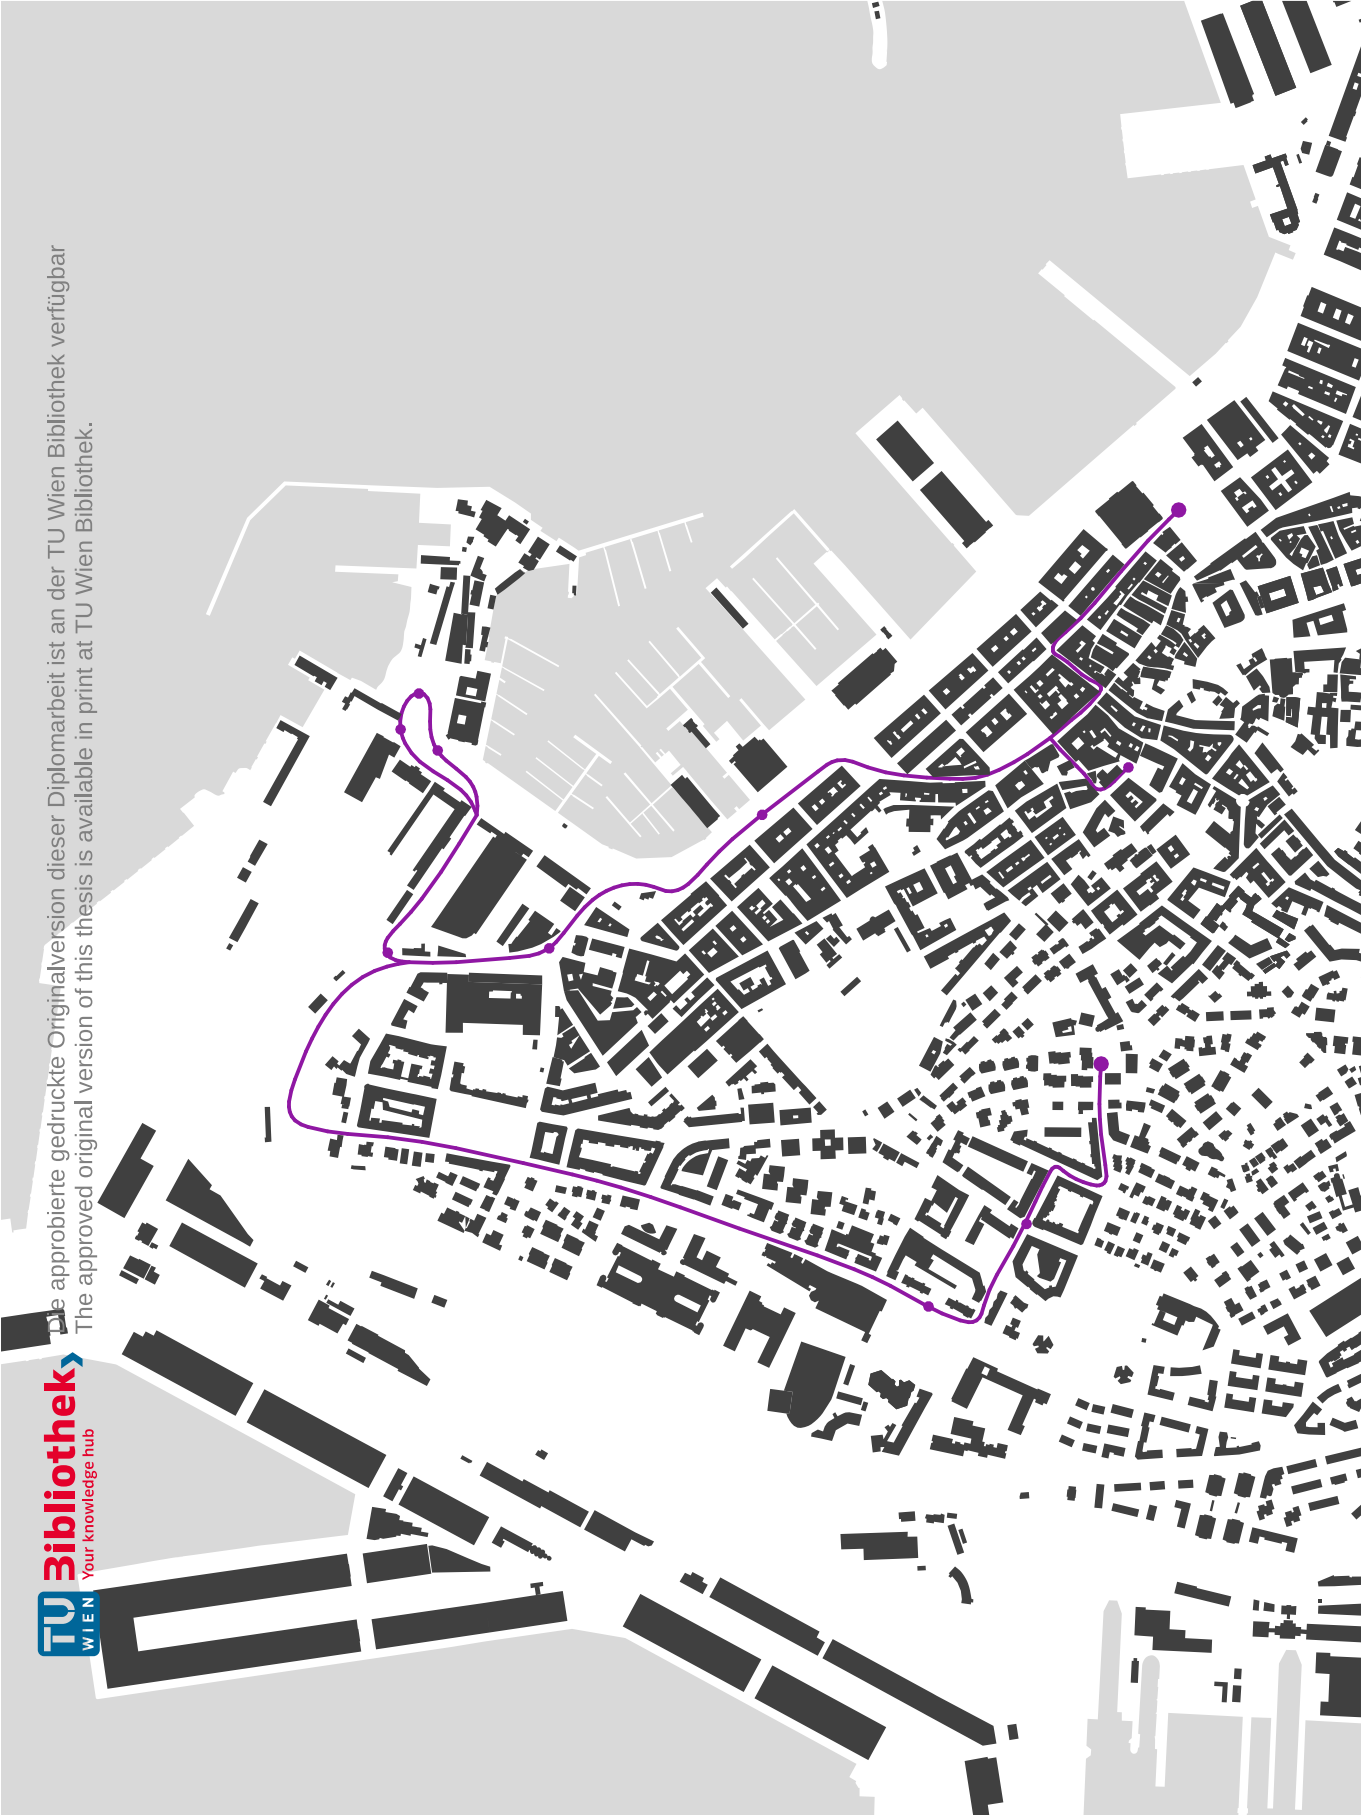 Die approbierte gedruckte Originalversion dieser Diplomarbeit ist an der TU Wien Bibliothek verfügbar
The approved original version of this thesis is available in print at TU Wien Bibliothek.
TU WIEN
Bibliothek
Your knowledge hub